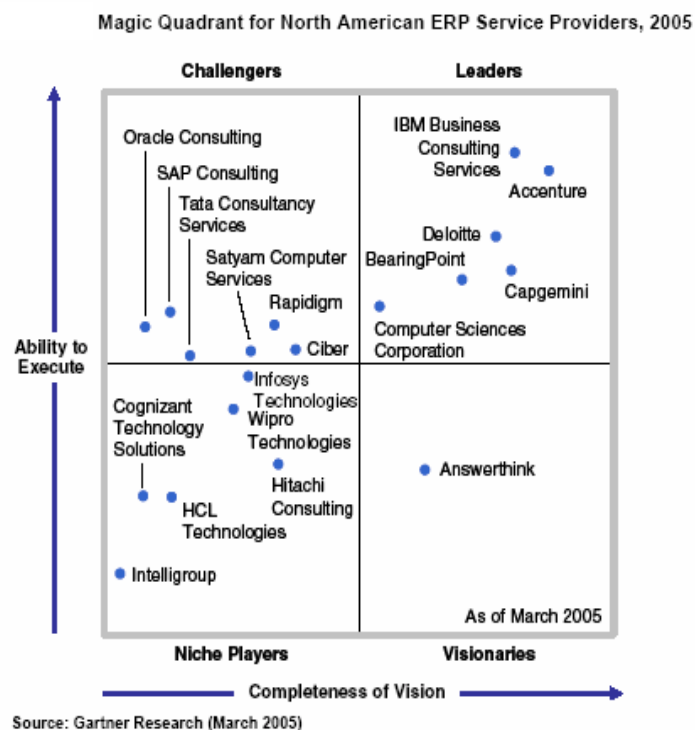 Magic Quadrant for North American ERP Service Providers, 2005
Challengers
Leaders
Oracle Consulting
SAP Consulting
Tata Consultancy
Services
Satyam Computer
Services
Rapidigm
Ciber
IBM Business
Consulting
Services
Accenture
Deloitte
BearingPoint
Capgemini
Computer Sciences
Corporation
Ability to
Execute
Cognizant
Technology
Solutions
Infosys
Technologies
Wipro
Technologies
Hitachi
Consulting
HCL
Technologies
Intelligroup
Answerthink
As of March 2005
Niche Players
Visionaries
Completeness of Vision
Source: Gartner Research (March 2005)